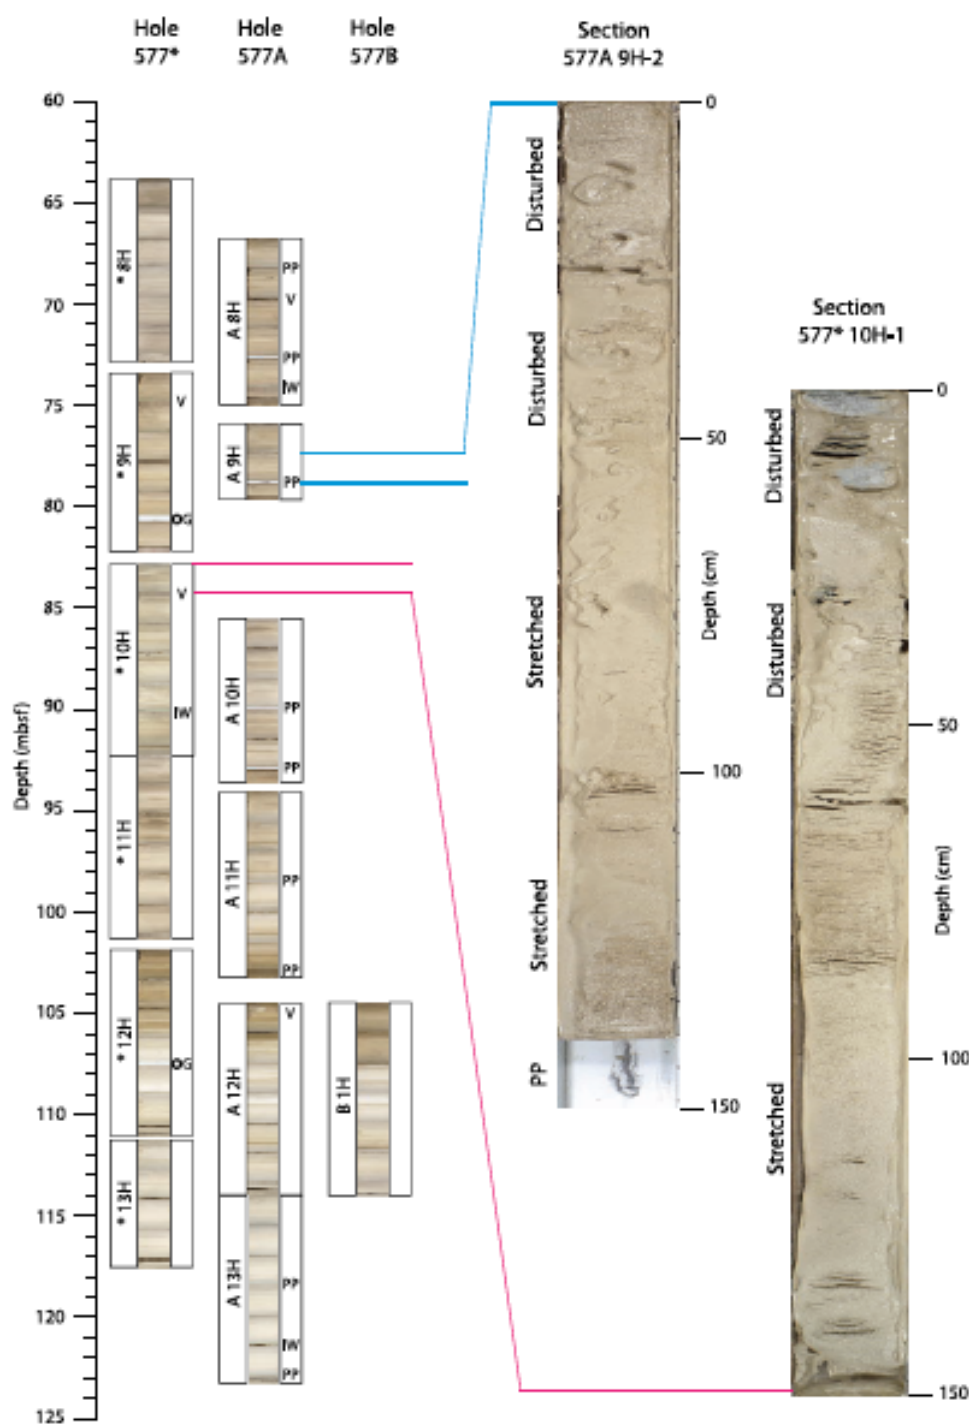 Hole
577*
Hole
577A
Hole
577B
Section
577A 9H-2
Section
577* 10H-1
Depth (mbsf)
60
65
70
75
80
85
90
95
100
105
110
115
120
125
* 8H
* 9H
V
OG
*10H
V
IW
*11H
*12H
OG
*13H
A 8H
PP
V
PP
IW
A 9H
PP
A 10H
PP
PP
A 11H
PP
PP
A 12H
V
A 13H
PP
IW
PP
B 1H
Disturbed
Disturbed
Stretched
Stretched
PP
0
50
100
150
Depth (cm)
Disturbed
Disturbed
Stretched
0
50
100
150
Depth (cm)